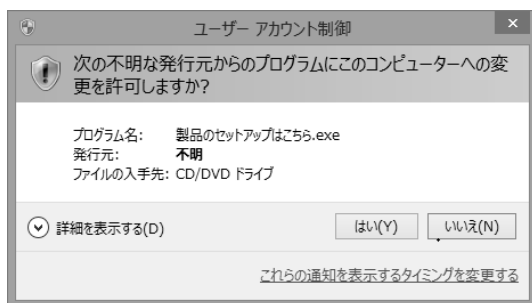 ユーザー アカウント制御
次の不明な発行元からのプログラムにこのコンピューターへの変
更を許可しますか?
プログラム名: 製品のセットアップはこちら.exe
発行元: 不明
ファイルの入手先: CD/DVD ドライブ
詳細を表示する(D) はい(Y) いいえ(N)
これらの通知を表示するタイミングを変更する